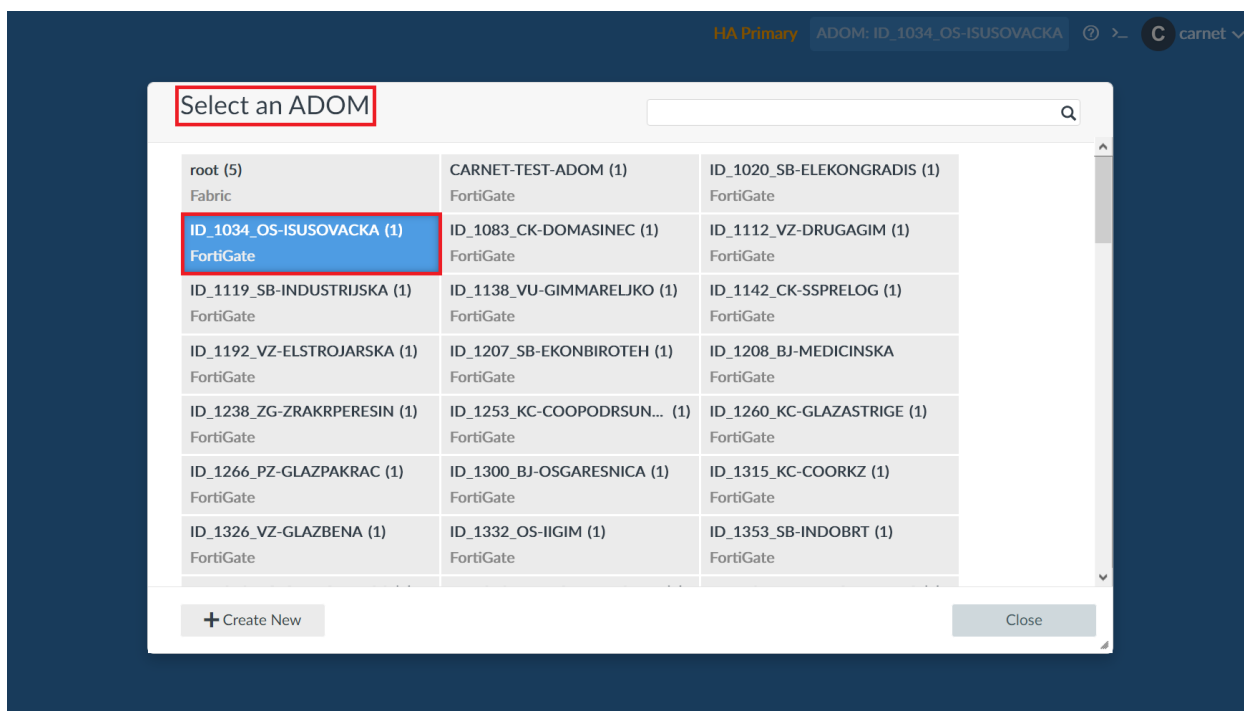 HA Primary ADOM: ID_1034_OS-ISUSOVACKA C carnet
Select an ADOM
root (5) CARNET-TEST-ADOM (1) ID_1020_SB-ELEKONGRADIS (1)
Fabric FortiGate FortiGate
ID_1034_OS-ISUSOVACKA (1) ID_1083_CK-DOMASINEC (1) ID_1112_VZ-DRUGAGIM (1)
FortiGate FortiGate FortiGate
ID_1119_SB-INDUSTRIJSKA (1) ID_1138_VU-GIMMARELJKO (1) ID_1142_CK-SSPRELOG (1)
FortiGate FortiGate FortiGate
ID_1192_VZ-ELSTROJARSKA (1) ID_1207_SB-EKONBIROTEH (1) ID_1208_BJ-MEDICINSKA
FortiGate FortiGate FortiGate
ID_1238_ZG-ZRAKRPERESIN (1) ID_1253_KC-COOPODRSUN... (1) ID_1260_KC-GLAZASTRIGE (1)
FortiGate FortiGate FortiGate
ID_1266_PZ-GLAZPAKRAC (1) ID_1300_BJ-OSGARESNICA (1) ID_1315_KC-COORKZ (1)
FortiGate FortiGate FortiGate
ID_1326_VZ-GLAZBENA (1) ID_1332_OS-IIGIM (1) ID_1353_SB-INDOBRT (1)
FortiGate FortiGate FortiGate
+ Create New Close